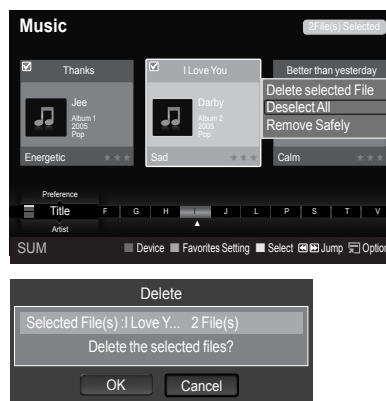 Music
2File(s) Selected
Thanks
Jee
Album 1
2005
Pop
Energetic
I Love You
Darby
Album 2
2005
Pop
Sad
Better than yesterday
Calm
Delete selected File
Deselect All
Remove Safely
Preference
Title F G H I J L P S T V
Artist
SUM Device Favorites Setting Select Jump Option
Delete
Selected File(s) :I Love Y... 2 File(s)
Delete the selected files?
OK Cancel